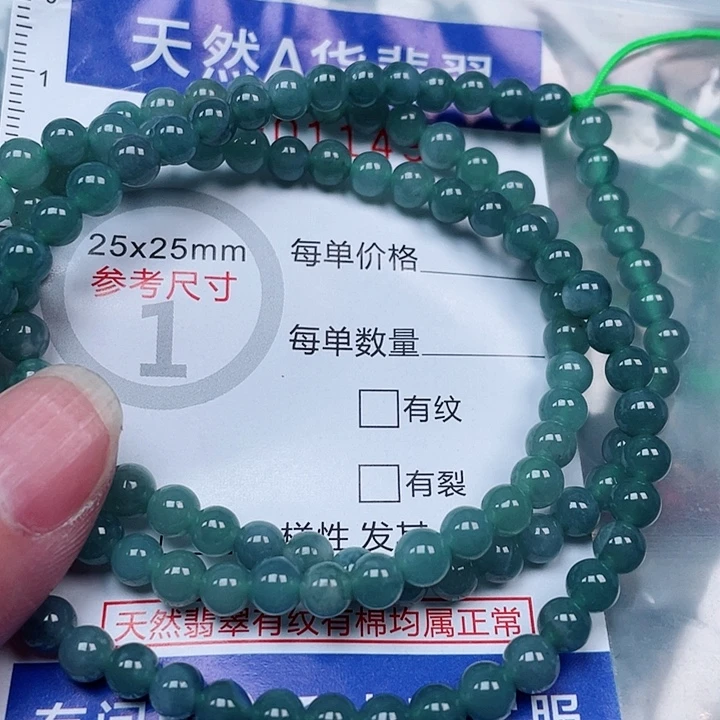 1
天然A货翡翠
25x25mm
参考尺寸
1
每单价格
每单数量
有纹
有裂
天然翡翠有纹有棉均属正常